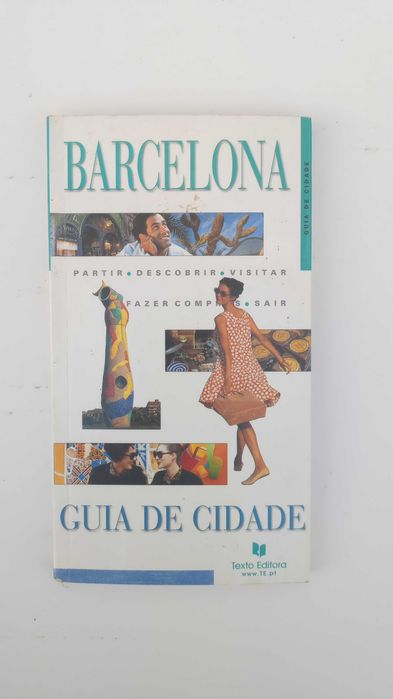 BARCELONA
GUIA DE CIDADE
PARTIR • DESCOBRIR • VISITAR
FAZER COMPRAS • SAIR
GUIA DE CIDADE
Texto Editora
www.TE.pt